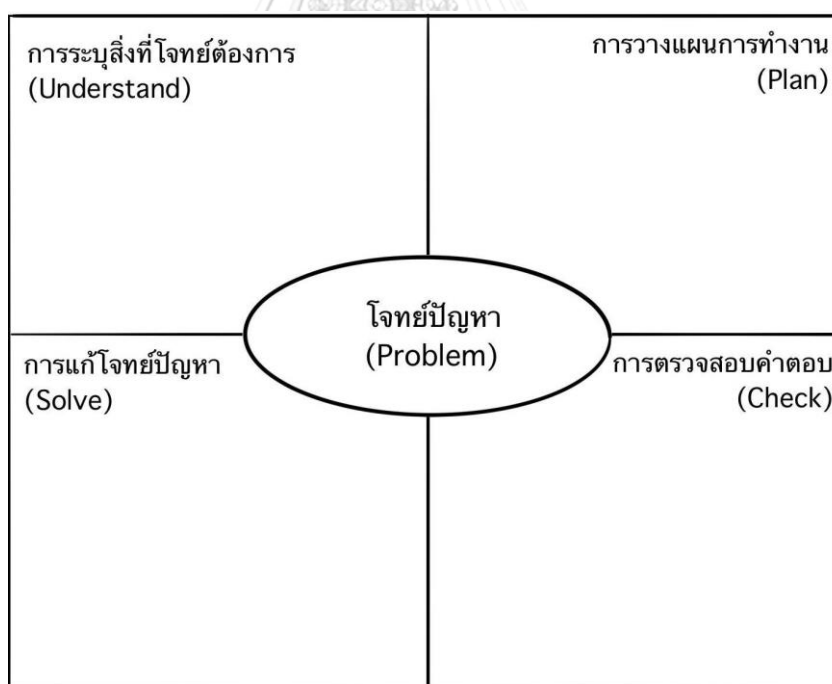 การระบุสิ่งที่โจทย์ต้องการ
(Understand)
การวางแผนการทำงาน
(Plan)
โจทย์ปัญหา
(Problem)
การแก้โจทย์ปัญหา
(Solve)
การตรวจสอบคำตอบ
(Check)